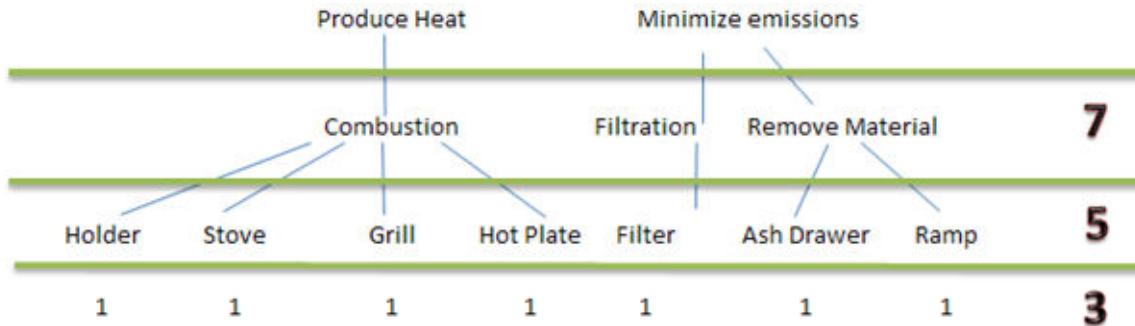 Produce Heat Minimize emissions
Combustion Filtration Remove Material 7
Holder Stove Grill Hot Plate Filter Ash Drawer Ramp 5
1 1 1 1 1 1 1 3